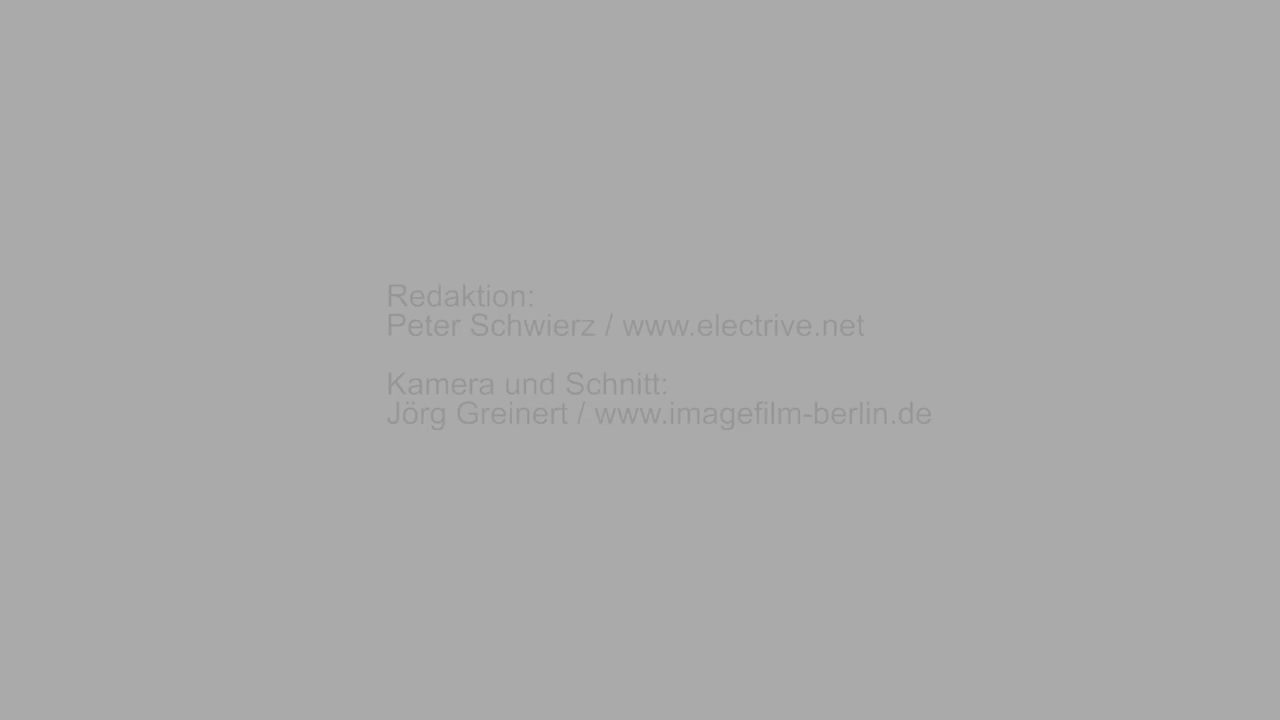 Redaktion:
Peter Schwierz / www.electrive.net
Kamera und Schnitt:
Jörg Greinert / www.imagefilm-berlin.de